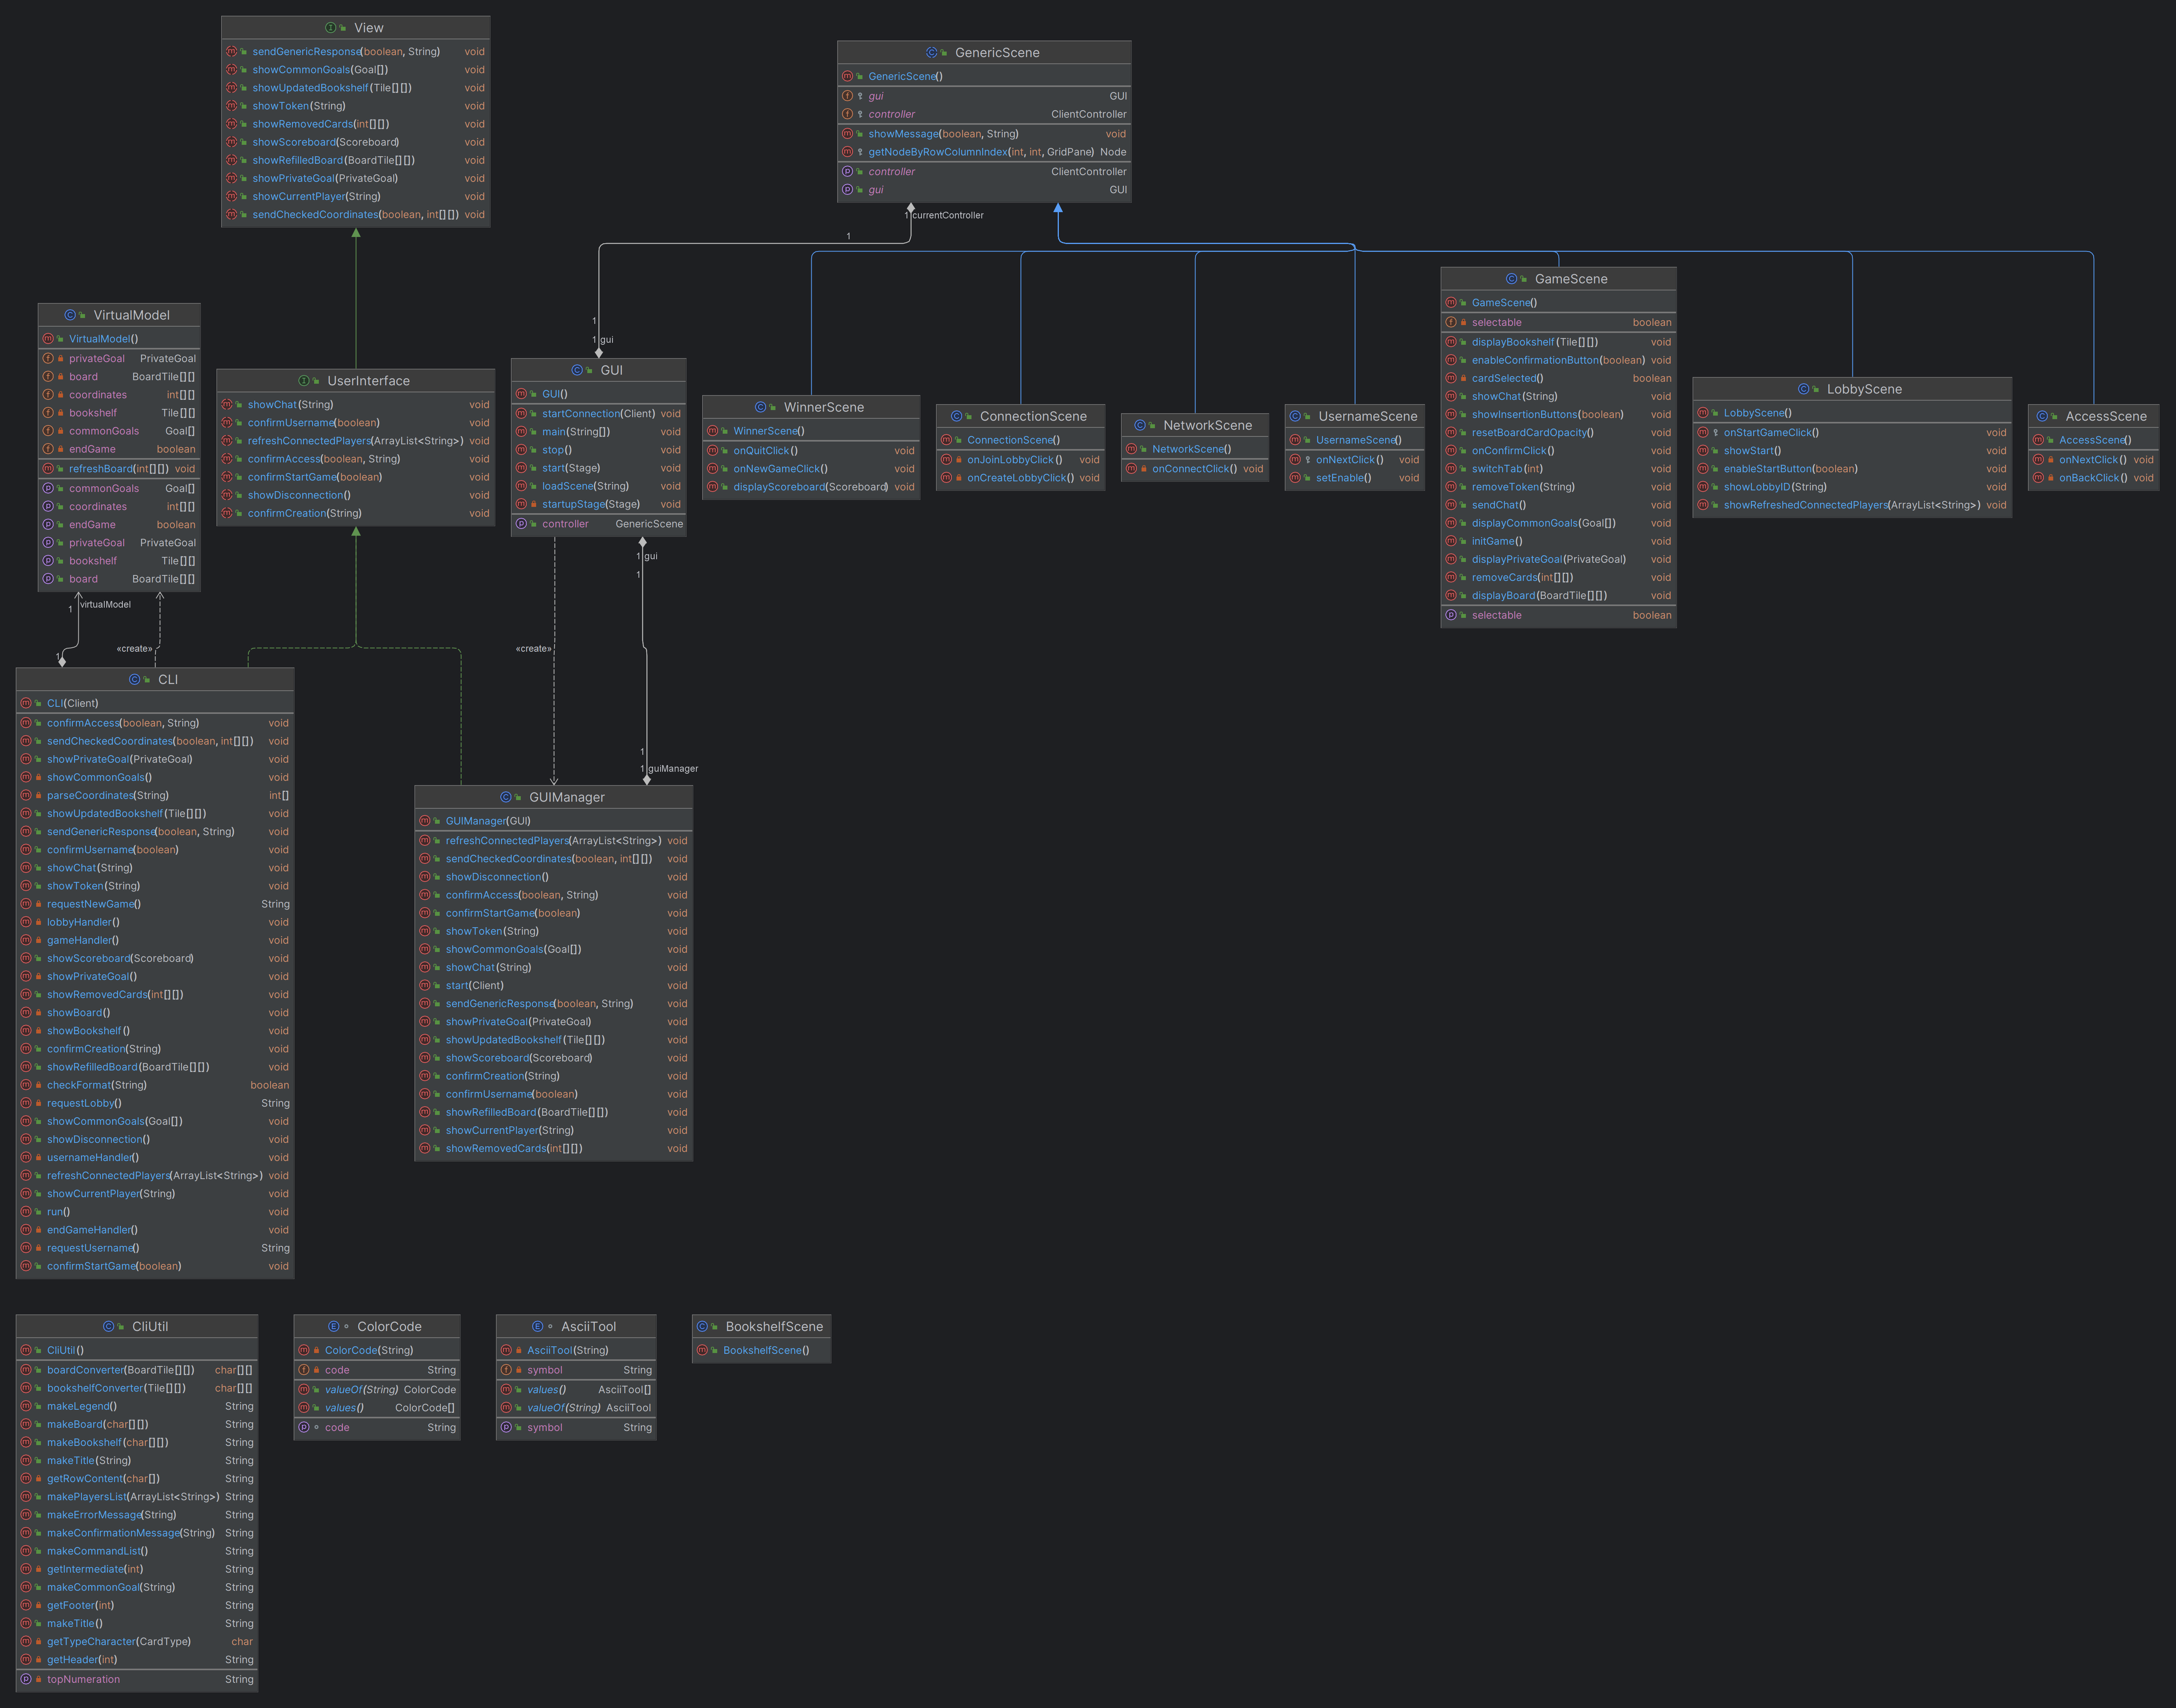 View
sendGenericResponse(boolean, String) void
showCommonGoals(Goal[]) void
showUpdatedBookshelf(Tile[][]) void
showToken(String) void
showRemovedCards(int[][]) void
showScoreboard(Scoreboard) void
showRefilledBoard(BoardTile[][]) void
showPrivateGoal(PrivateGoal) void
showCurrentPlayer(String) void
sendCheckedCoordinates(boolean, int[][]) void
GenericScene
GenericScene()
gui GUI
controller ClientController
showMessage(boolean, String) void
getNodeByRowColumnIndex(int, int, GridPane) Node
controller ClientController
gui GUI
1 currentController
1
1
1 gui
VirtualModel
VirtualModel()
privateGoal PrivateGoal
board BoardTile[][]
coordinates int[][]
bookshelf Tile[][]
commonGoals Goal[]
endGame boolean
refreshBoard(int[][]) void
commonGoals Goal[]
coordinates int[][]
endGame boolean
privateGoal PrivateGoal
bookshelf Tile[][]
board BoardTile[][]
1 virtualModel
1
«create»
UserInterface
showChat(String) void
confirmUsername(boolean) void
refreshConnectedPlayers(ArrayList<String>) void
confirmAccess(boolean, String) void
confirmStartGame(boolean) void
showDisconnection() void
confirmCreation(String) void
GUI
GUI()
startConnection(Client) void
main(String[]) void
stop() void
start(Stage) void
loadScene(String) void
startupStage(Stage) void
controller GenericScene
1 gui
1
«create»
1
1 guiManager
WinnerScene
WinnerScene()
onQuitClick() void
onNewGameClick() void
displayScoreboard(Scoreboard) void
ConnectionScene
ConnectionScene()
onJoinLobbyClick() void
onCreateLobbyClick() void
NetworkScene
NetworkScene()
onConnectClick() void
UsernameScene
UsernameScene()
onNextClick() void
setEnable() void
GameScene
GameScene()
selectable boolean
displayBookshelf(Tile[][]) void
enableConfirmationButton(boolean) void
cardSelected() boolean
showChat(String) void
showInsertionButtons(boolean) void
resetBoardCardOpacity() void
onConfirmClick() void
switchTab(int) void
removeToken(String) void
sendChat() void
displayCommonGoals(Goal[]) void
initGame() void
displayPrivateGoal(PrivateGoal) void
removeCards(int[][]) void
displayBoard(BoardTile[][]) void
selectable boolean
LobbyScene
LobbyScene()
onStartGameClick() void
showStart() void
enableStartButton(boolean) void
showLobbyID(String) void
showRefreshedConnectedPlayers(ArrayList<String>) void
AccessScene
AccessScene()
onNextClick() void
onBackClick() void
CLI
CLI(Client)
confirmAccess(boolean, String) void
sendCheckedCoordinates(boolean, int[][]) void
showPrivateGoal(PrivateGoal) void
showCommonGoals() void
parseCoordinates(String) int[]
showUpdatedBookshelf(Tile[][]) void
sendGenericResponse(boolean, String) void
confirmUsername(boolean) void
showChat(String) void
showToken(String) void
requestNewGame() String
lobbyHandler() void
gameHandler() void
showScoreboard(Scoreboard) void
showPrivateGoal() void
showRemovedCards(int[][]) void
showBoard() void
showBookshelf() void
confirmCreation(String) void
showRefilledBoard(BoardTile[][]) void
checkFormat(String) boolean
requestLobby() String
showCommonGoals(Goal[]) void
showDisconnection() void
usernameHandler() void
refreshConnectedPlayers(ArrayList<String>) void
showCurrentPlayer(String) void
run() void
endGameHandler() void
requestUsername() String
confirmStartGame(boolean) void
GUIManager
GUIManager(GUI)
refreshConnectedPlayers(ArrayList<String>) void
sendCheckedCoordinates(boolean, int[][]) void
showDisconnection() void
confirmAccess(boolean, String) void
confirmStartGame(boolean) void
showToken(String) void
showCommonGoals(Goal[]) void
showChat(String) void
start(Client) void
sendGenericResponse(boolean, String) void
showPrivateGoal(PrivateGoal) void
showUpdatedBookshelf(Tile[][]) void
showScoreboard(Scoreboard) void
confirmCreation(String) void
confirmUsername(boolean) void
showRefilledBoard(BoardTile[][]) void
showCurrentPlayer(String) void
showRemovedCards(int[][]) void
CliUtil
CliUtil()
boardConverter(BoardTile[][]) char[][]
bookshelfConverter(Tile[][]) char[][]
makeLegend() String
makeBoard(char[][]) String
makeBookshelf(char[][]) String
makeTitle(String) String
getRowContent(char[]) String
makePlayersList(ArrayList<String>) String
makeErrorMessage(String) String
makeConfirmationMessage(String) String
makeCommandList() String
getIntermediate(int) String
makeCommonGoal(String) String
getFooter(int) String
makeTitle() String
getTypeCharacter(CardType) char
getHeader(int) String
topNumeration String
ColorCode
ColorCode(String)
code String
valueOf(String) ColorCode
values() ColorCode[]
code String
AsciiTool
AsciiTool(String)
symbol String
values() AsciiTool[]
valueOf(String) AsciiTool
symbol String
BookshelfScene
BookshelfScene()